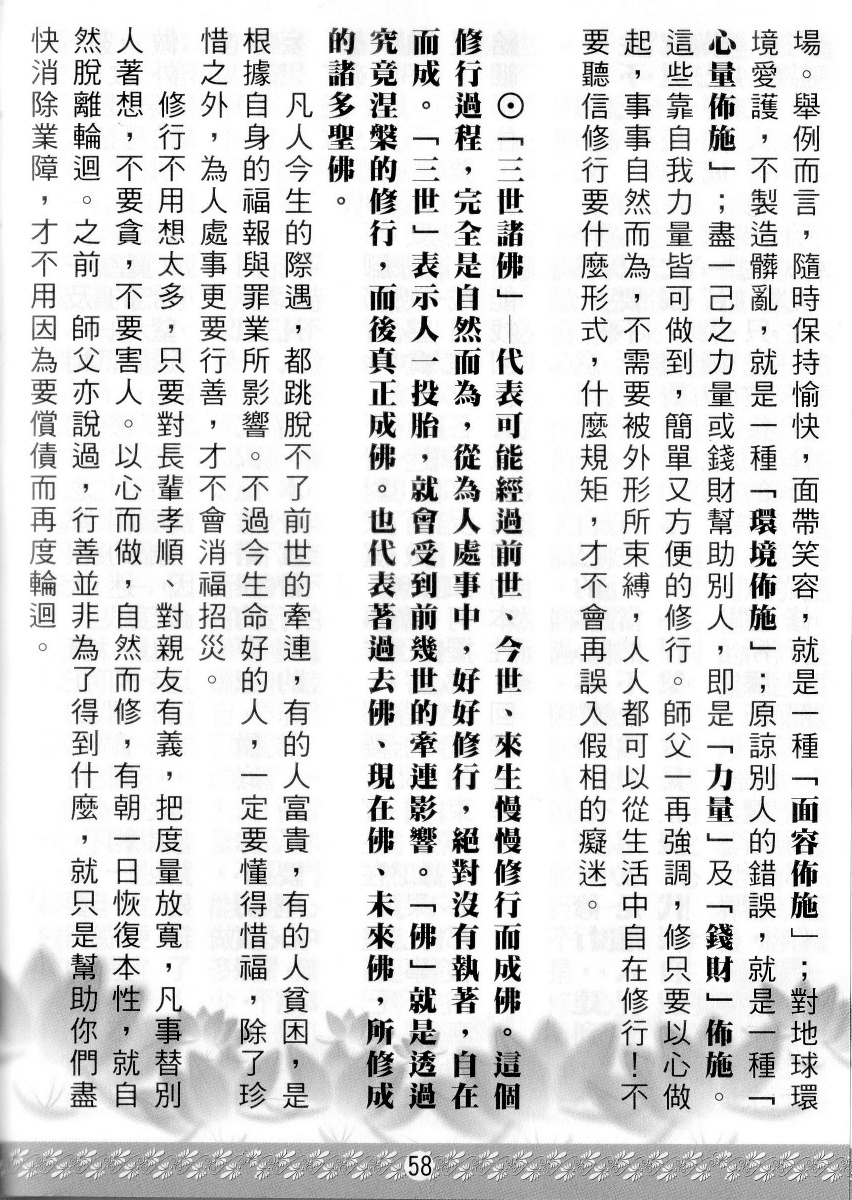 場。舉例而言，隨時保持愉快，面帶笑容，就是一種「面容佈施」；對地球環
境愛護，不製造髒亂，就是一種「環境佈施」；原諒別人的錯誤，就是一種「
心量佈施」；盡一己之力量或錢財幫助別人，即是「力量」及「錢財」佈施。
這些靠自我力量皆可做到，簡單又方便的修行。師父一再強調，修只要以心做
起，事事自然而為，不需要被外形所束縛，人人都可以從生活中自在修行！不
要聽信修行要什麼形式，什麼規矩，才不會再誤入假相的癡迷。
⊙「三世諸佛」—代表可能經過前世，今世，來生慢慢修行而成佛。這個
修行過程，完全是自然而為，從為人處事中，好好修行，絕對沒有執著，自在
而成。「三世」表示人一投胎，就會受到前幾世的牽連影響。「佛」就是透過
究竟涅槃的修行，而後真正成佛。也代表著過去佛、現在佛、未來佛，所修成
的諸多聖佛。
凡人今生的際遇，都跳脫不了前世的牽連，有的人富貴，有的人貧困，是
根據自身的福報與罪業所影響。不過今生命好的人，一定要懂得惜福，除了珍
惜之外，為人處事更要行善，才不會消福招災。
修行不用想太多，只要對長輩孝順，對親友有義，把度量放寬，凡事替別
人著想，不要貪，不要害人。以心而做，自然而修，有朝一日恢復本性，就自
然脫離輪迴。之前，師父亦說過，行善並非為了得到什麼，就只是幫助你們盡
快消除業障，才不用因為要償債而再度輪迴。
58